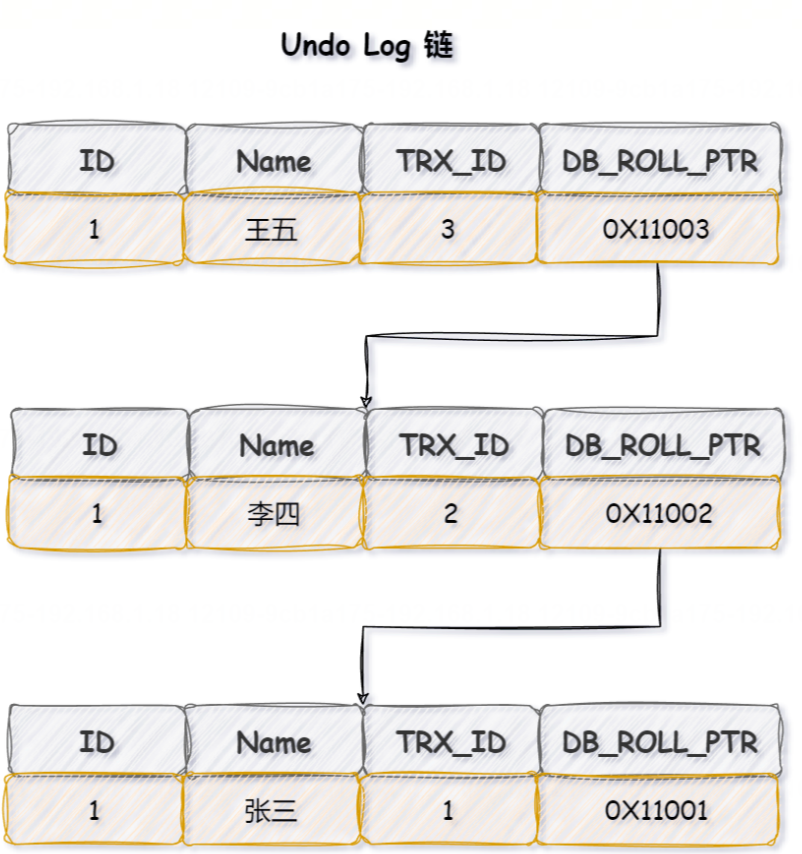 Undo Log 链
ID Name TRX_ID DB_ROLL_PTR
1 王五 3 0X11003
ID Name TRX_ID DB_ROLL_PTR
1 李四 2 0X11002
ID Name TRX_ID DB_ROLL_PTR
1 张三 1 0X11001